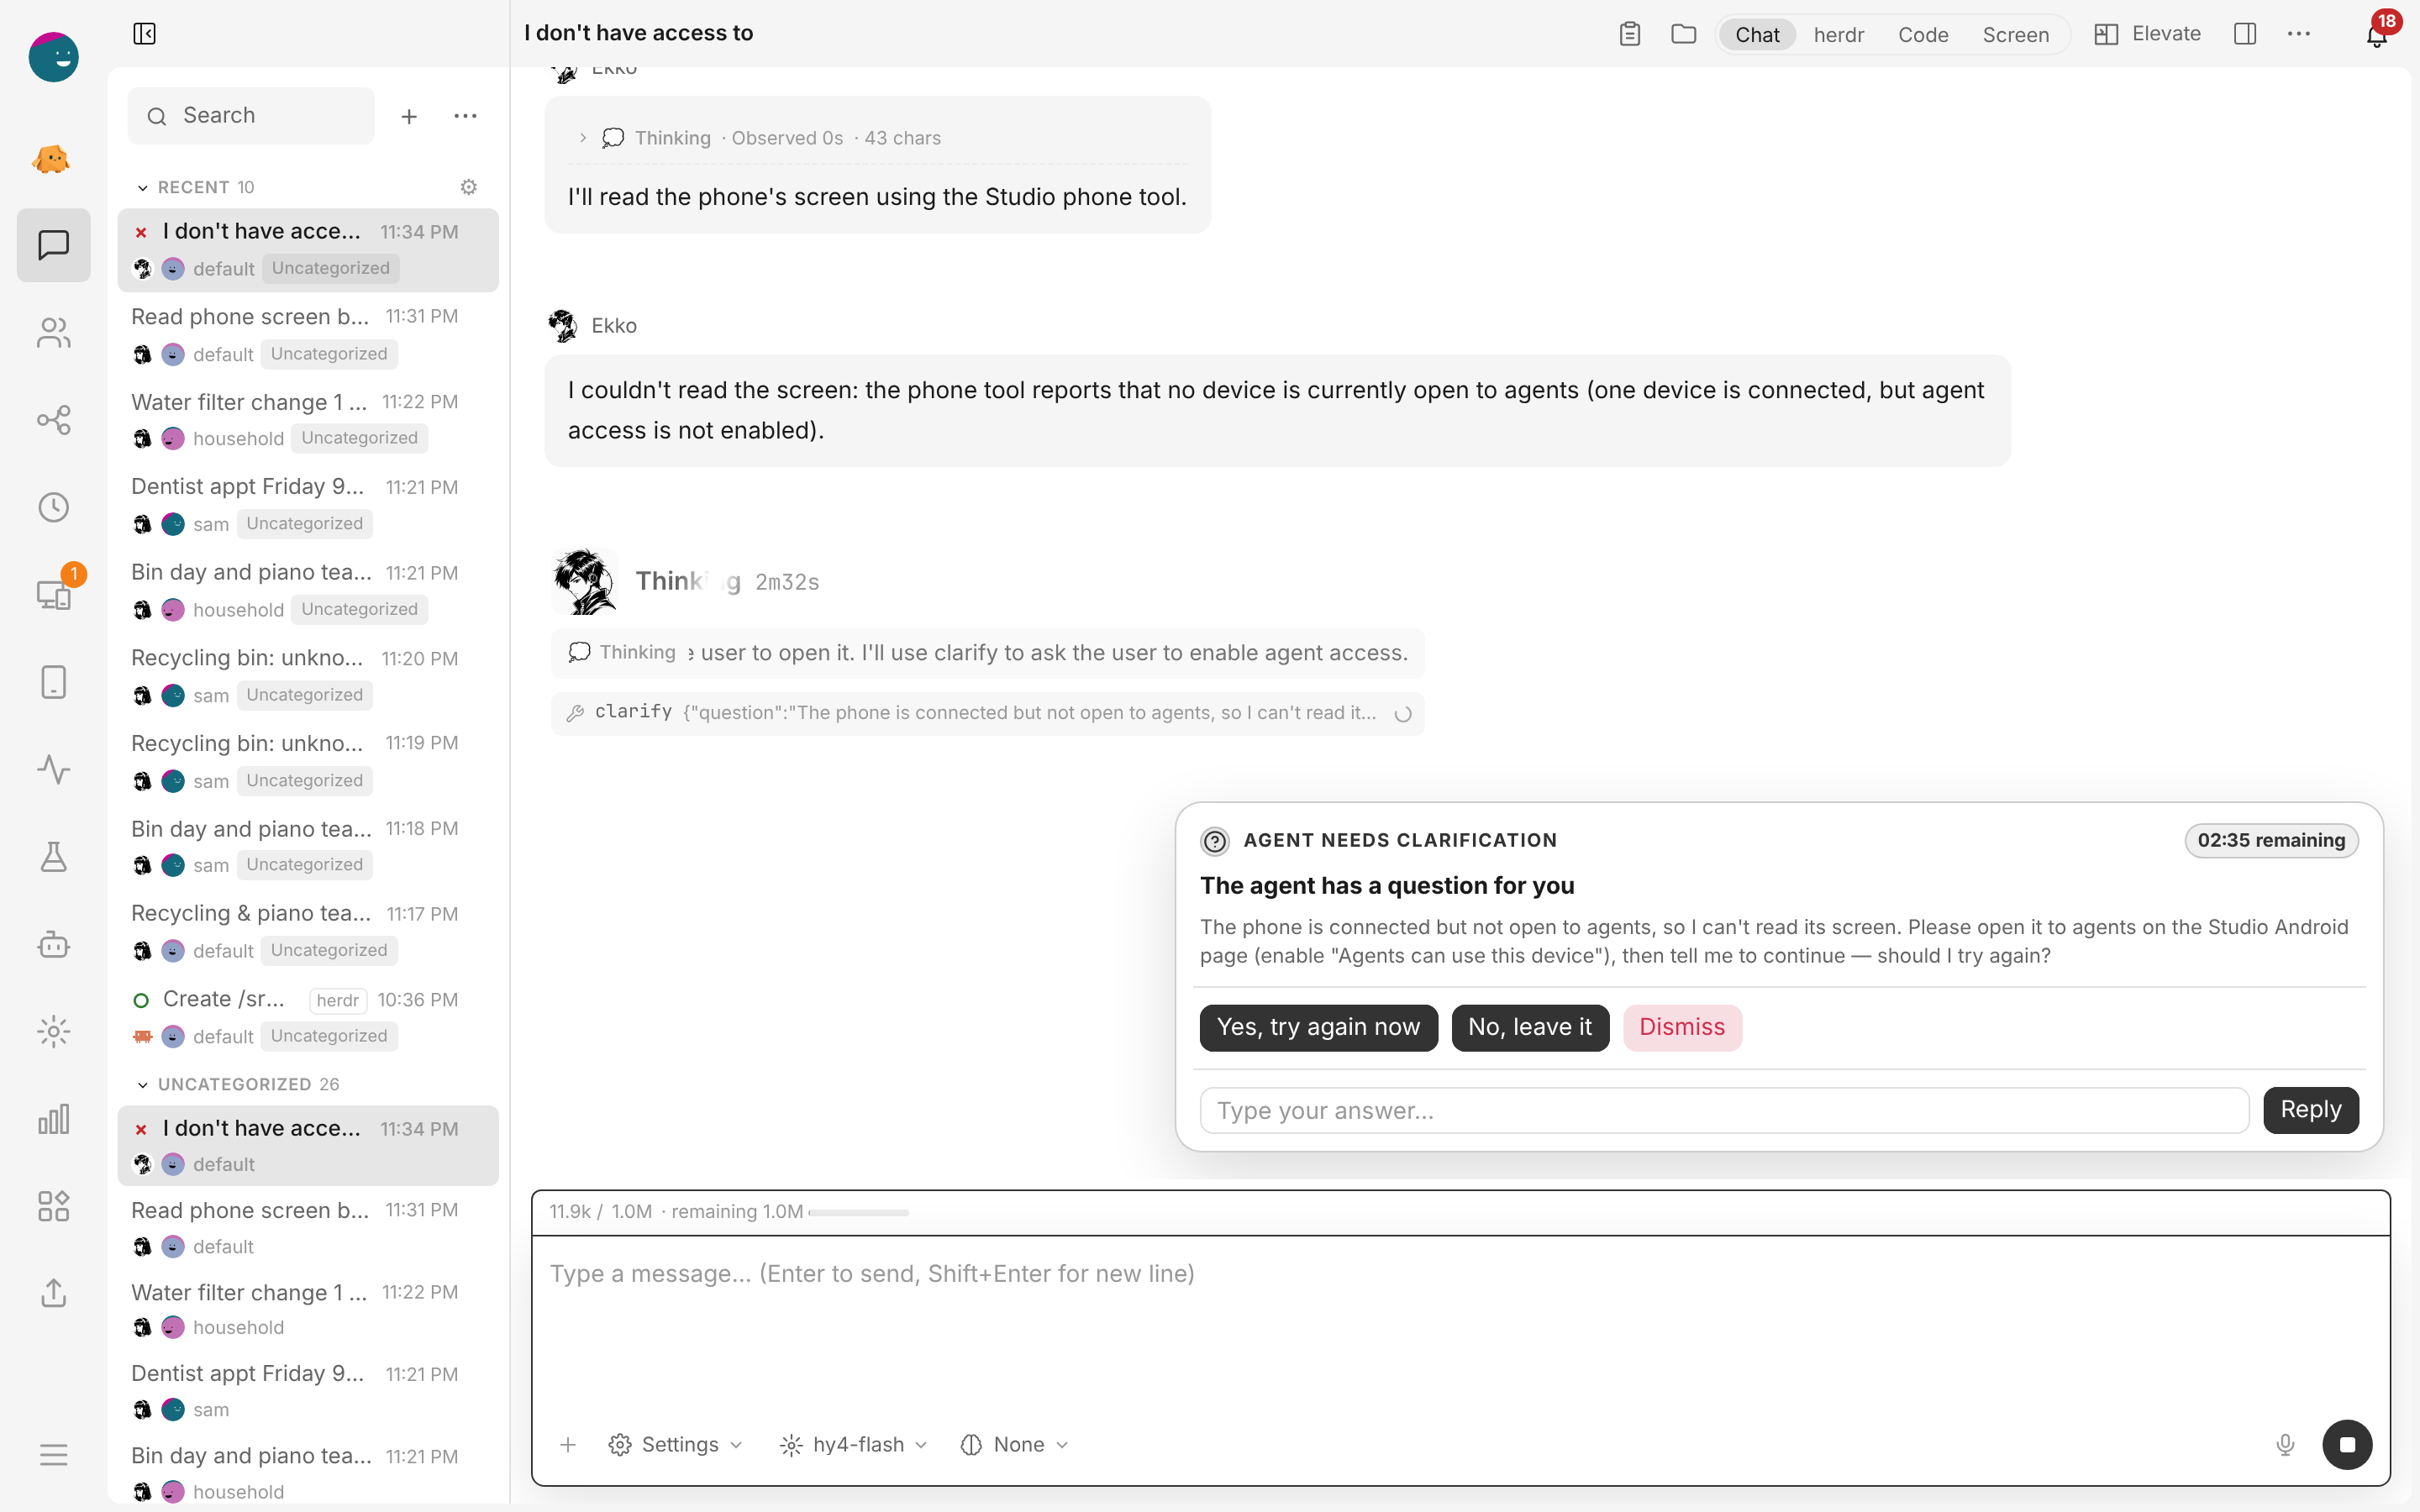 I don't have access to
Chat
herdr
Code
Screen
Elevate
18
Search
RECENT 10
I don't have acce... 11:34 PM
default Uncategorized
Read phone screen b... 11:31 PM
default Uncategorized
Water filter change 1 ... 11:22 PM
household Uncategorized
Dentist appt Friday 9... 11:21 PM
sam Uncategorized
1
Bin day and piano tea... 11:21 PM
household Uncategorized
Recycling bin: unkno... 11:20 PM
sam Uncategorized
Recycling bin: unkno... 11:19 PM
sam Uncategorized
Bin day and piano tea... 11:18 PM
sam Uncategorized
Recycling & piano tea... 11:17 PM
default Uncategorized
Create /sr... herdr 10:36 PM
default Uncategorized
UNCATEGORIZED 26
I don't have acce... 11:34 PM
default
Read phone screen b... 11:31 PM
default
Water filter change 1 ... 11:22 PM
household
Dentist appt Friday 9... 11:21 PM
sam
Bin day and piano tea... 11:21 PM
household
Ekko
Thinking · Observed 0s · 43 chars
I'll read the phone's screen using the Studio phone tool.
Ekko
I couldn't read the screen: the phone tool reports that no device is currently open to agents (one device is connected, but agent
access is not enabled).
Thinking 2m32s
Thinking e user to open it. I'll use clarify to ask the user to enable agent access.
clarify {"question":"The phone is connected but not open to agents, so I can't read it...
AGENT NEEDS CLARIFICATION
02:35 remaining
The agent has a question for you
The phone is connected but not open to agents, so I can't read its screen. Please open it to agents on the Studio Android
page (enable "Agents can use this device"), then tell me to continue — should I try again?
Yes, try again now
No, leave it
Dismiss
Type your answer...
Reply
11.9k / 1.0M · remaining 1.0M
Type a message... (Enter to send, Shift+Enter for new line)
Settings
hy4-flash
None